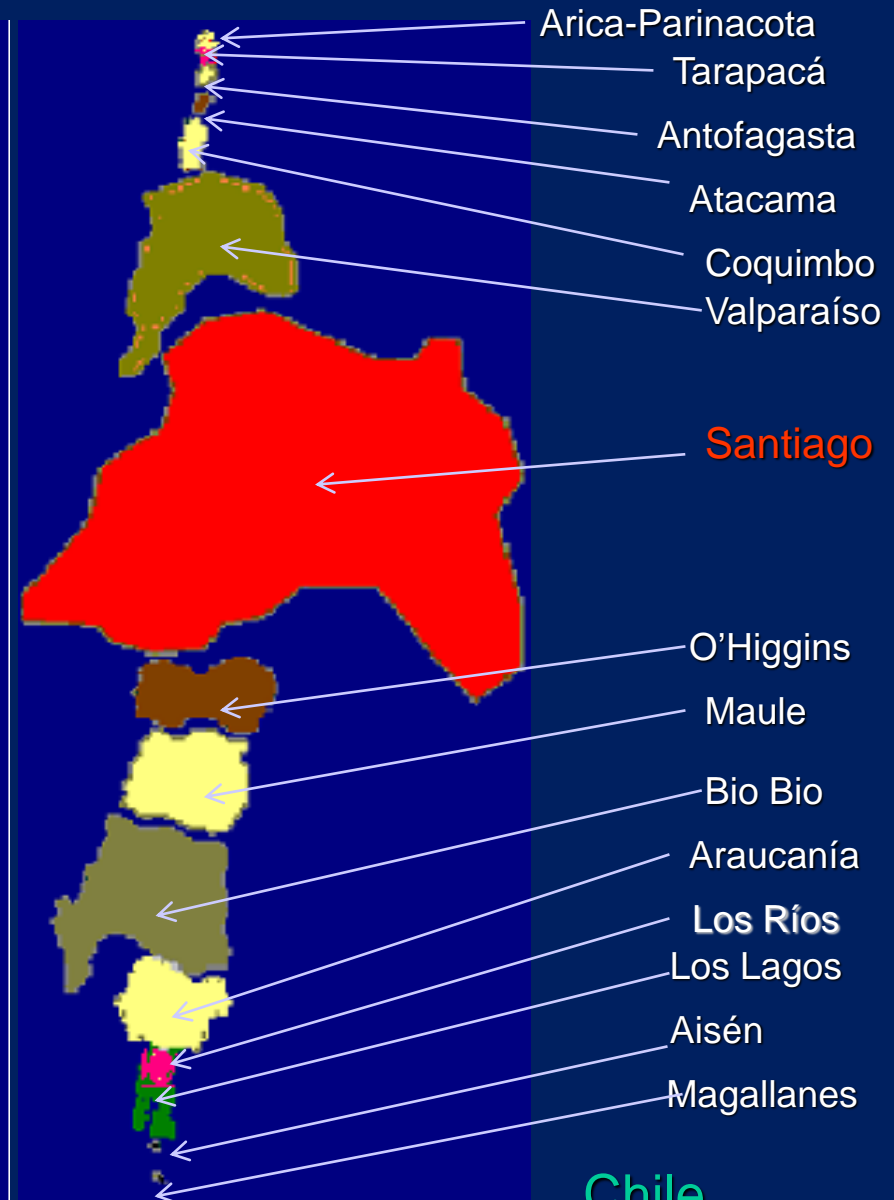 Arica-Parinacota
Tarapacá
Antofagasta
Atacama
Coquimbo
Valparaíso
Santiago
O’Higgins
Maule
Bio Bio
Araucanía
Los Ríos
Los Lagos
Aisén
Magallanes
Chile